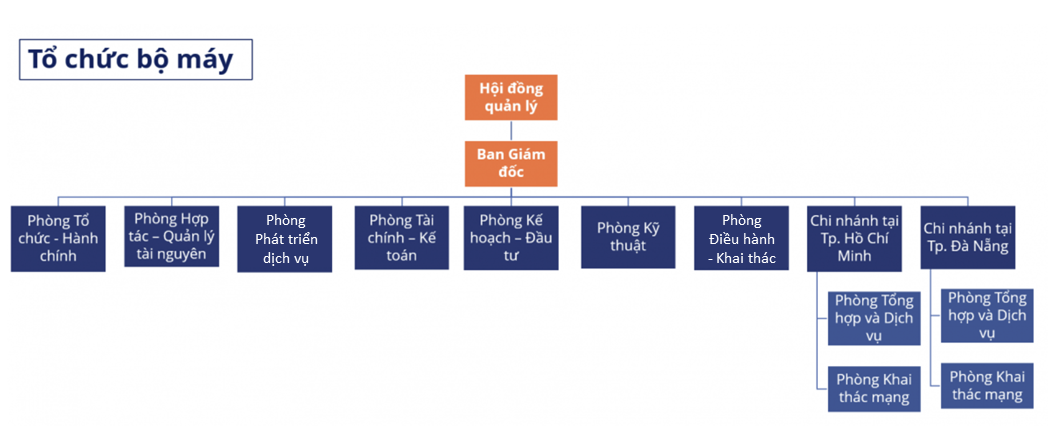 Tổ chức bộ máy
Hội đồng
quản lý
Ban Giám
đốc
Phòng Tổ
chức - Hành
chính
Phòng Hợp
tác – Quản lý
tài nguyên
Phòng
Phát triển
dịch vụ
Phòng Tài
chính – Kế
toán
Phòng Kế
hoạch – Đầu
tư
Phòng Kỹ
thuật
Phòng
Điều hành
- Khai thác
Chi nhánh tại
Tp. Hồ Chí
Minh
Chi nhánh tại
Tp. Đà Nẵng
Phòng Tổng
hợp và Dịch
vụ
Phòng Khai
thác mạng
Phòng Tổng
hợp và Dịch
vụ
Phòng Khai
thác mạng